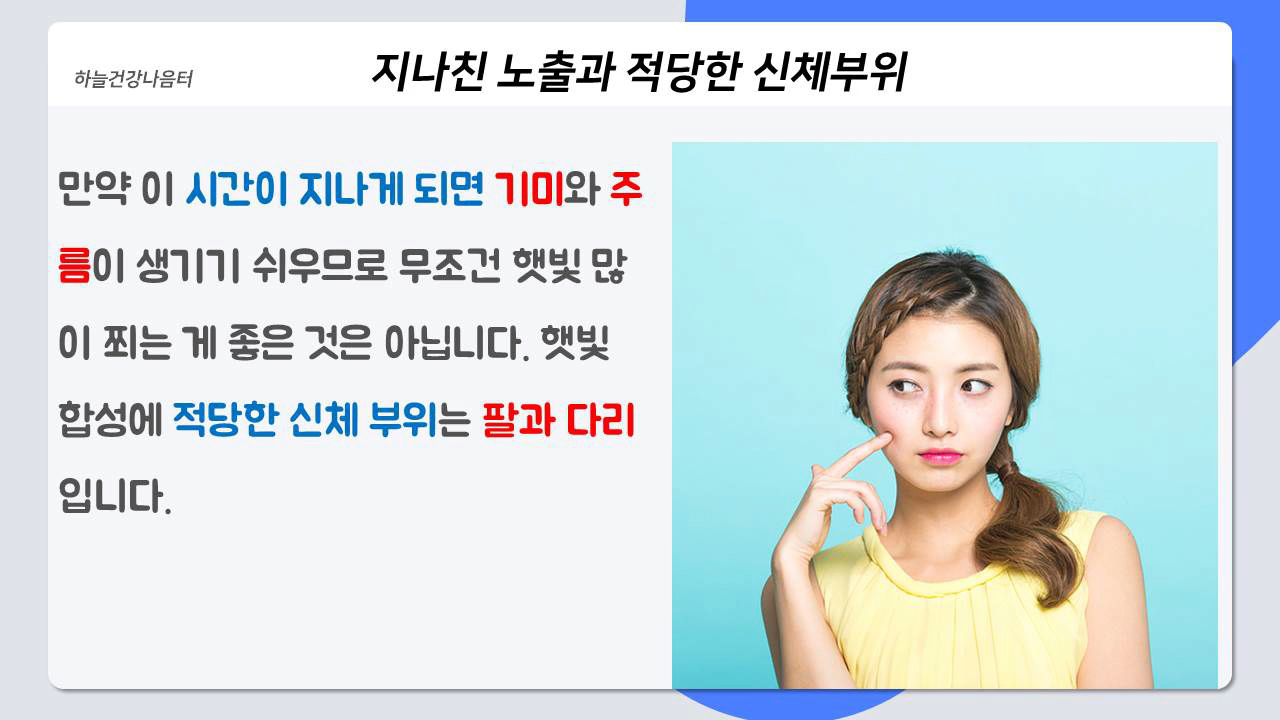 지나친 노출과 적당한 신체부위
하늘건강나음터
만약 이 시간이 지나게 되면 기미와 주
름이 생기기 쉬우므로 무조건 햇빛 많
이 쬐는 게 좋은 것은 아닙니다. 햇빛
합성에 적당한 신체 부위는 팔과 다리
입니다.